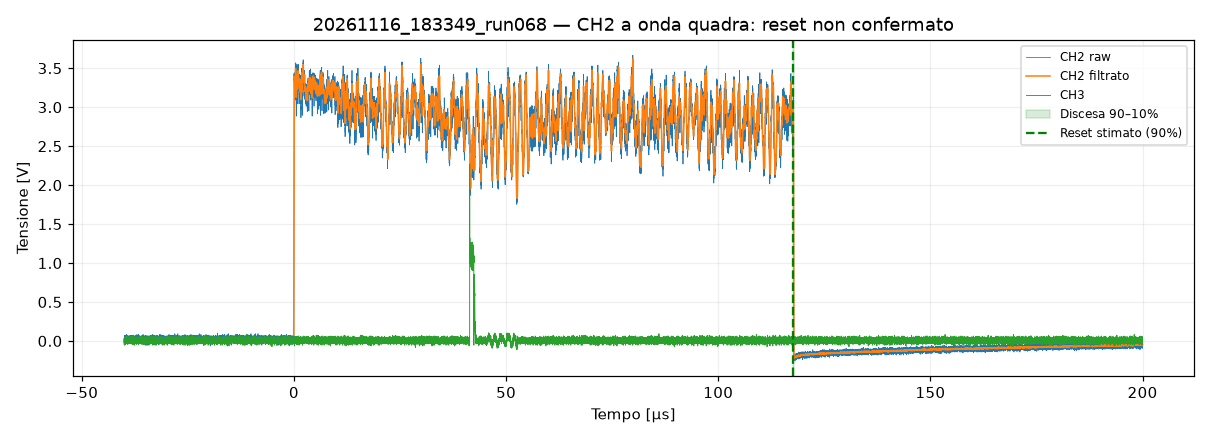 20261116_183349_run068 — CH2 a onda quadra: reset non confermato
CH2 raw
CH2 filtrato
CH3
Discesa 90–10%
Reset stimato (90%)
Tensione [V]
3.5
3.0
2.5
2.0
1.5
1.0
0.5
0.0
−50
0
50
100
150
200
Tempo [µs]